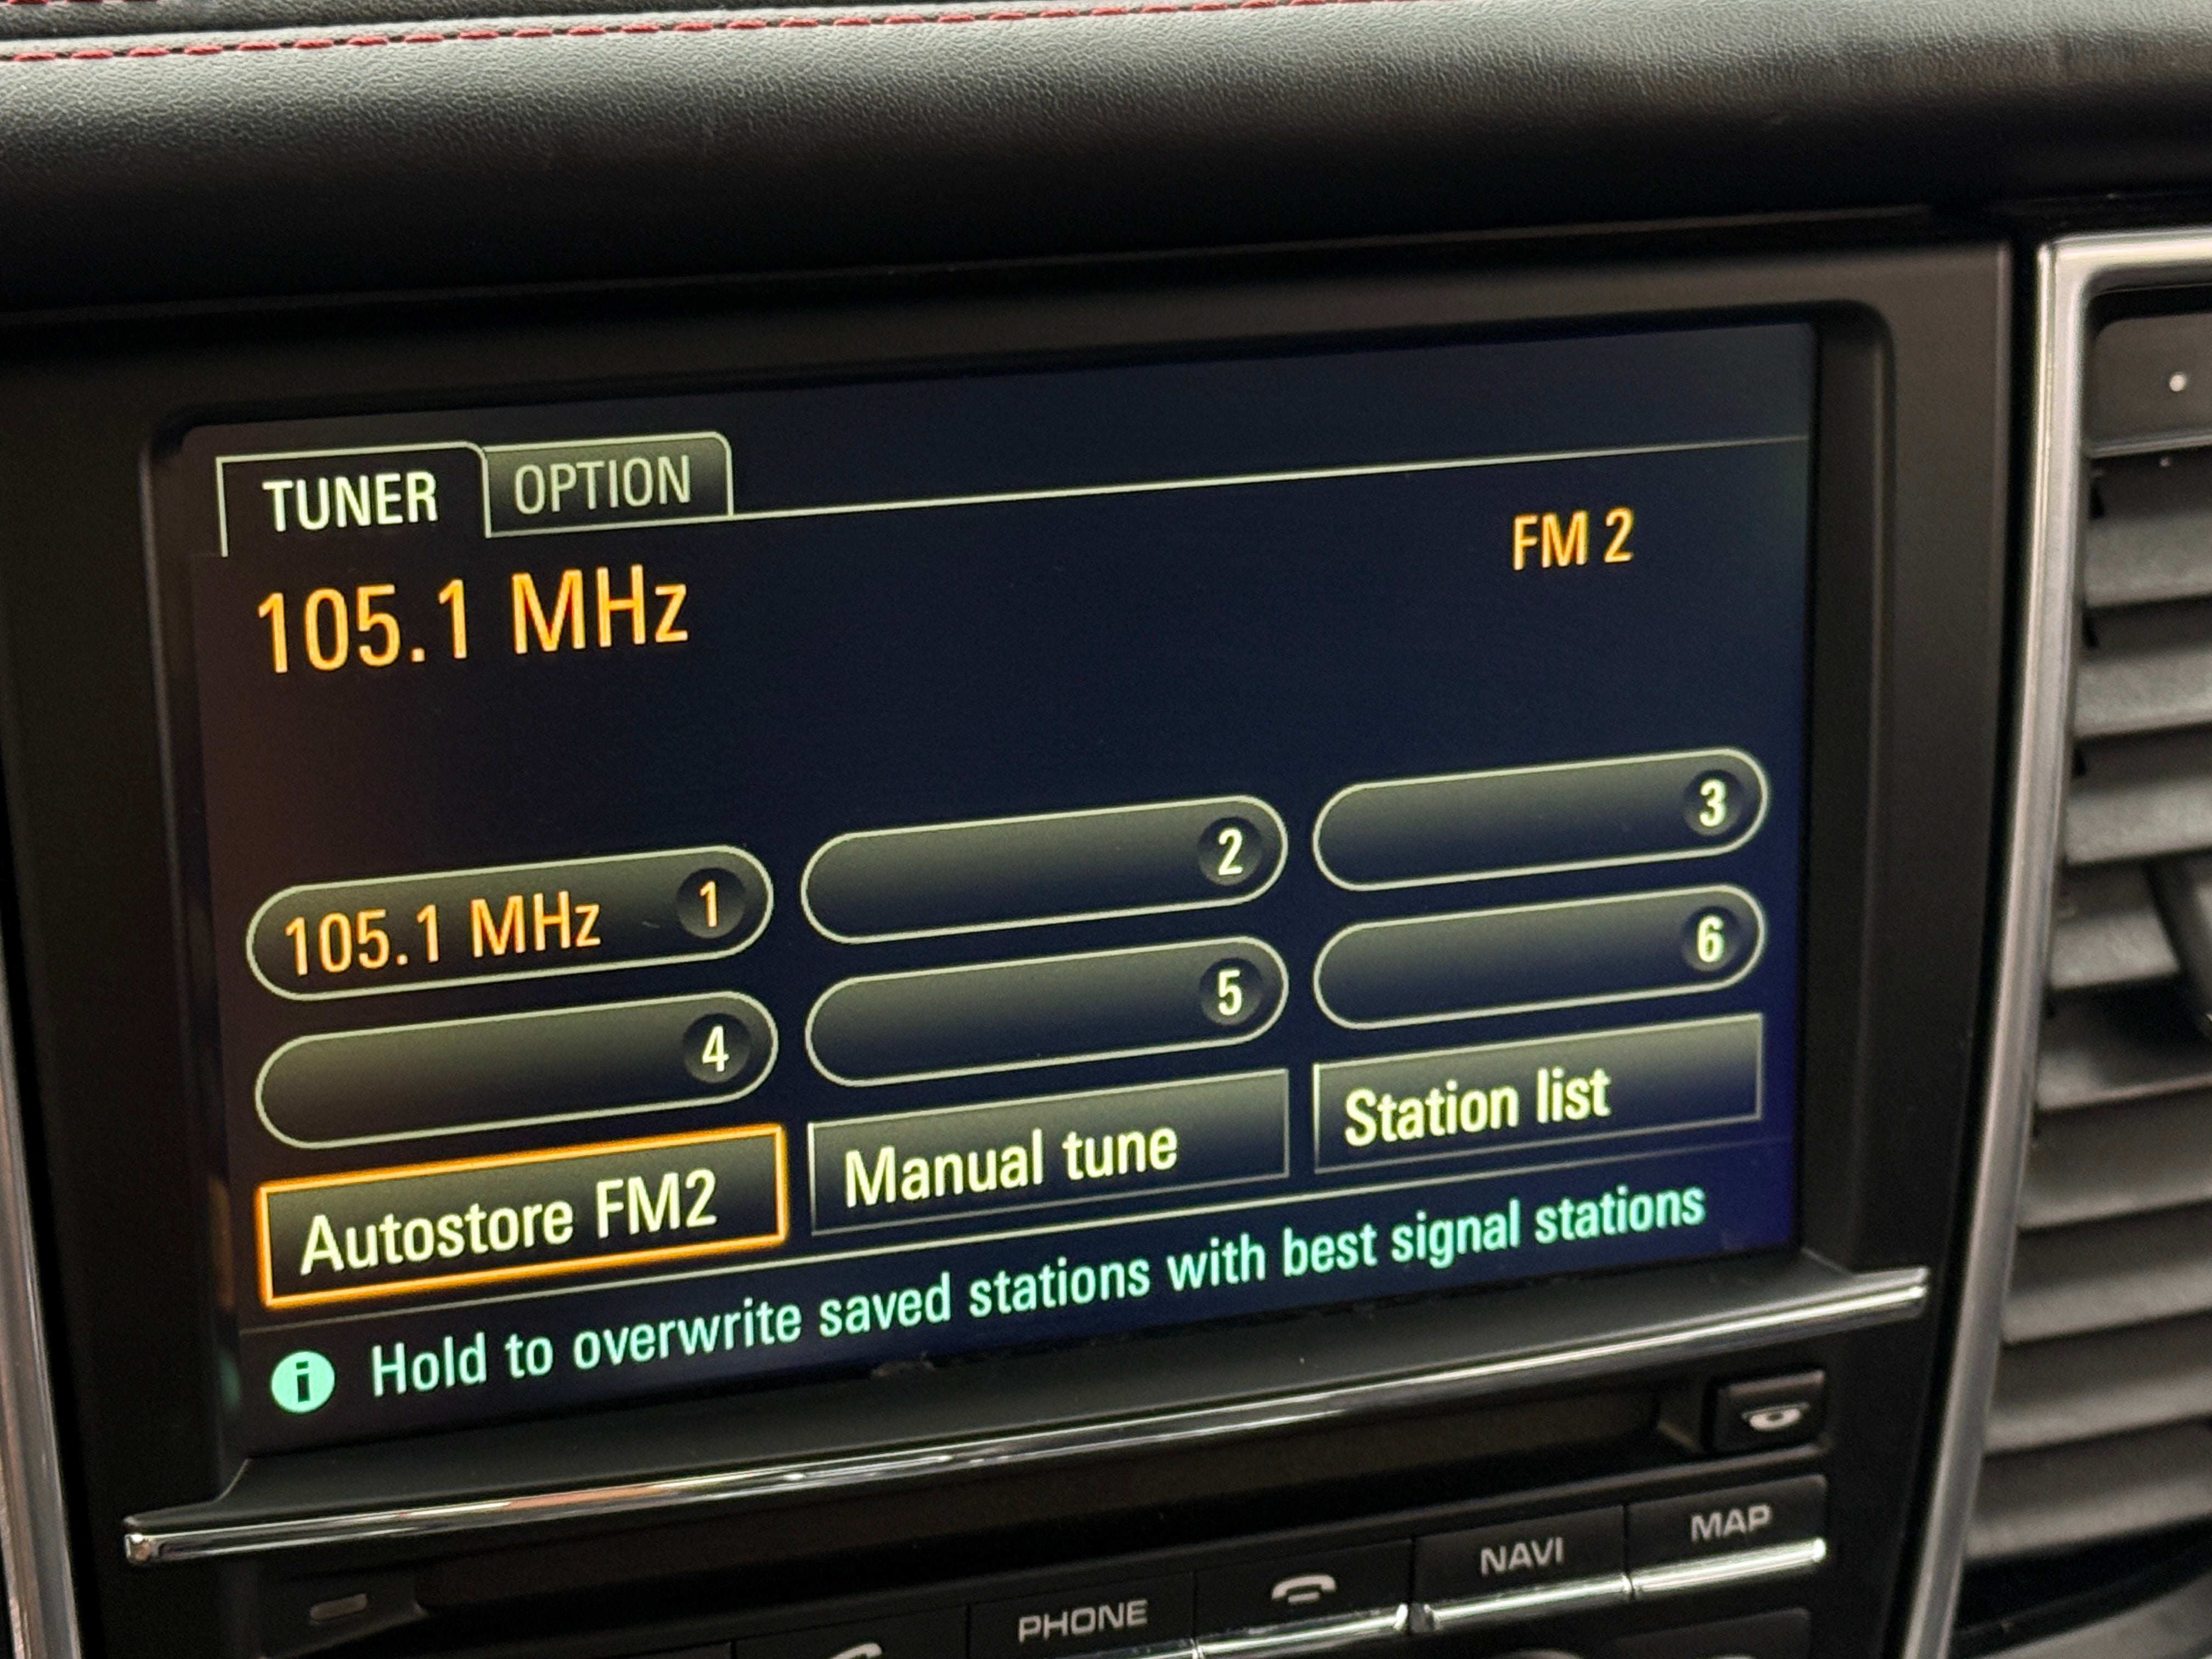 TUNER OPTION
105.1 MHz FM 2
105.1 MHz 1 2 3
4 5 6
Autostore FM2 Manual tune Station list
i Hold to overwrite saved stations with best signal stations
PHONE NAVI MAP